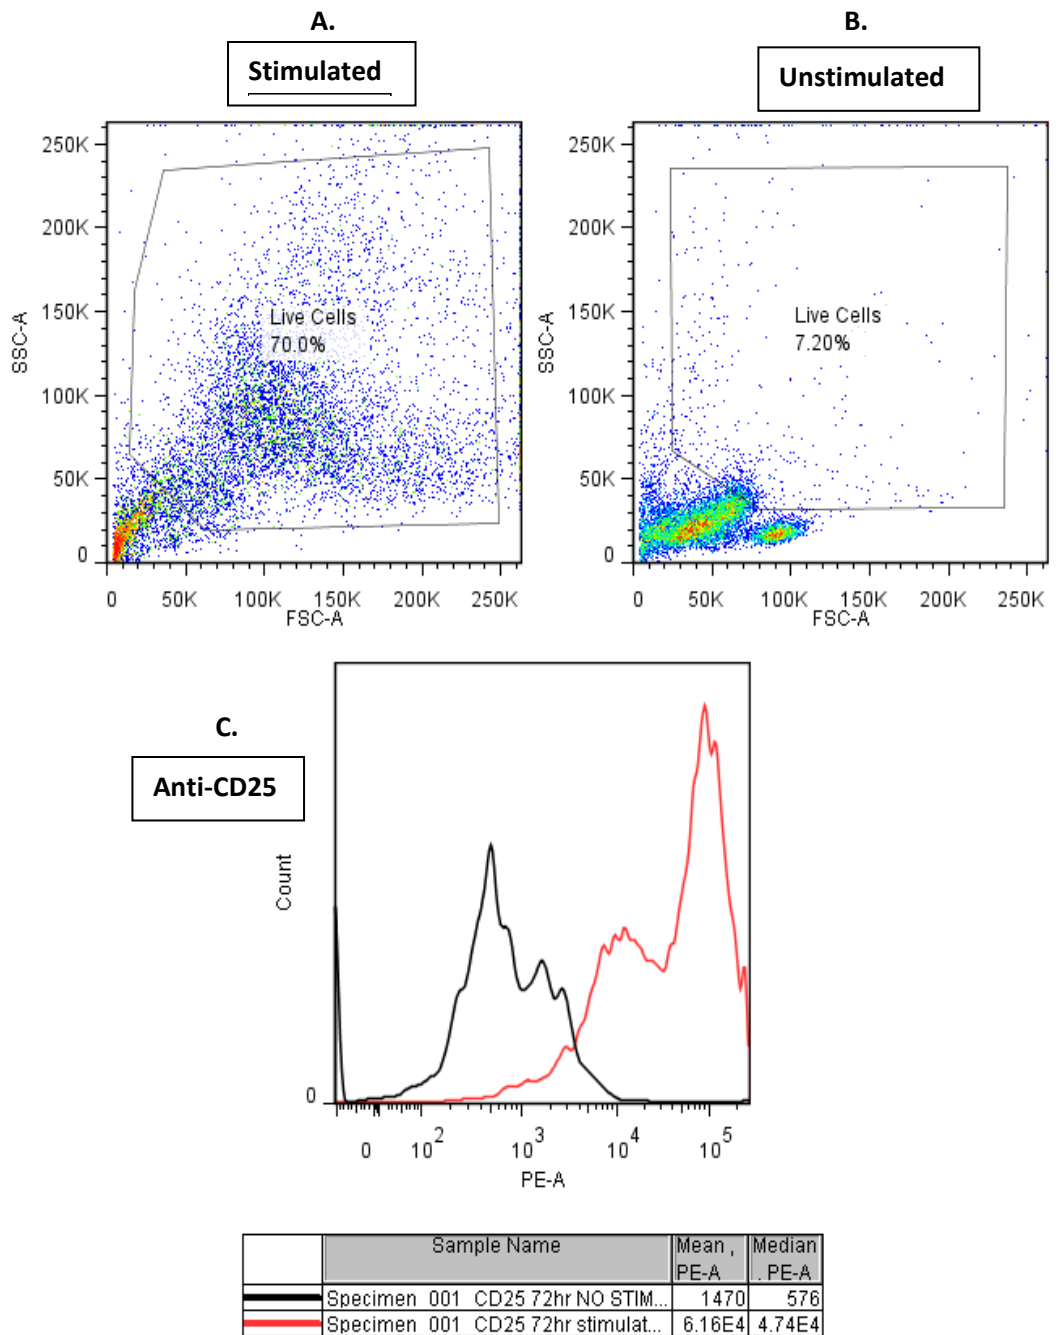 A.
B.
Stimulated
Unstimulated
250K
200K
150K
100K
50K
0
SSC-A
Live Cells
70.0%
0 50K 100K 150K 200K 250K
FSC-A
250K
200K
150K
100K
50K
0
SSC-A
Live Cells
7.20%
0 50K 100K 150K 200K 250K
FSC-A
C.
Anti-CD25
Count
0
0 10^2 10^3 10^4 10^5
PE-A
Sample Name Mean , PE-A Median , PE-A
Specimen_001_CD25 72hr NO STIM... 1470 576
Specimen_001_CD25 72hr stimulat... 6.16E4 4.74E4